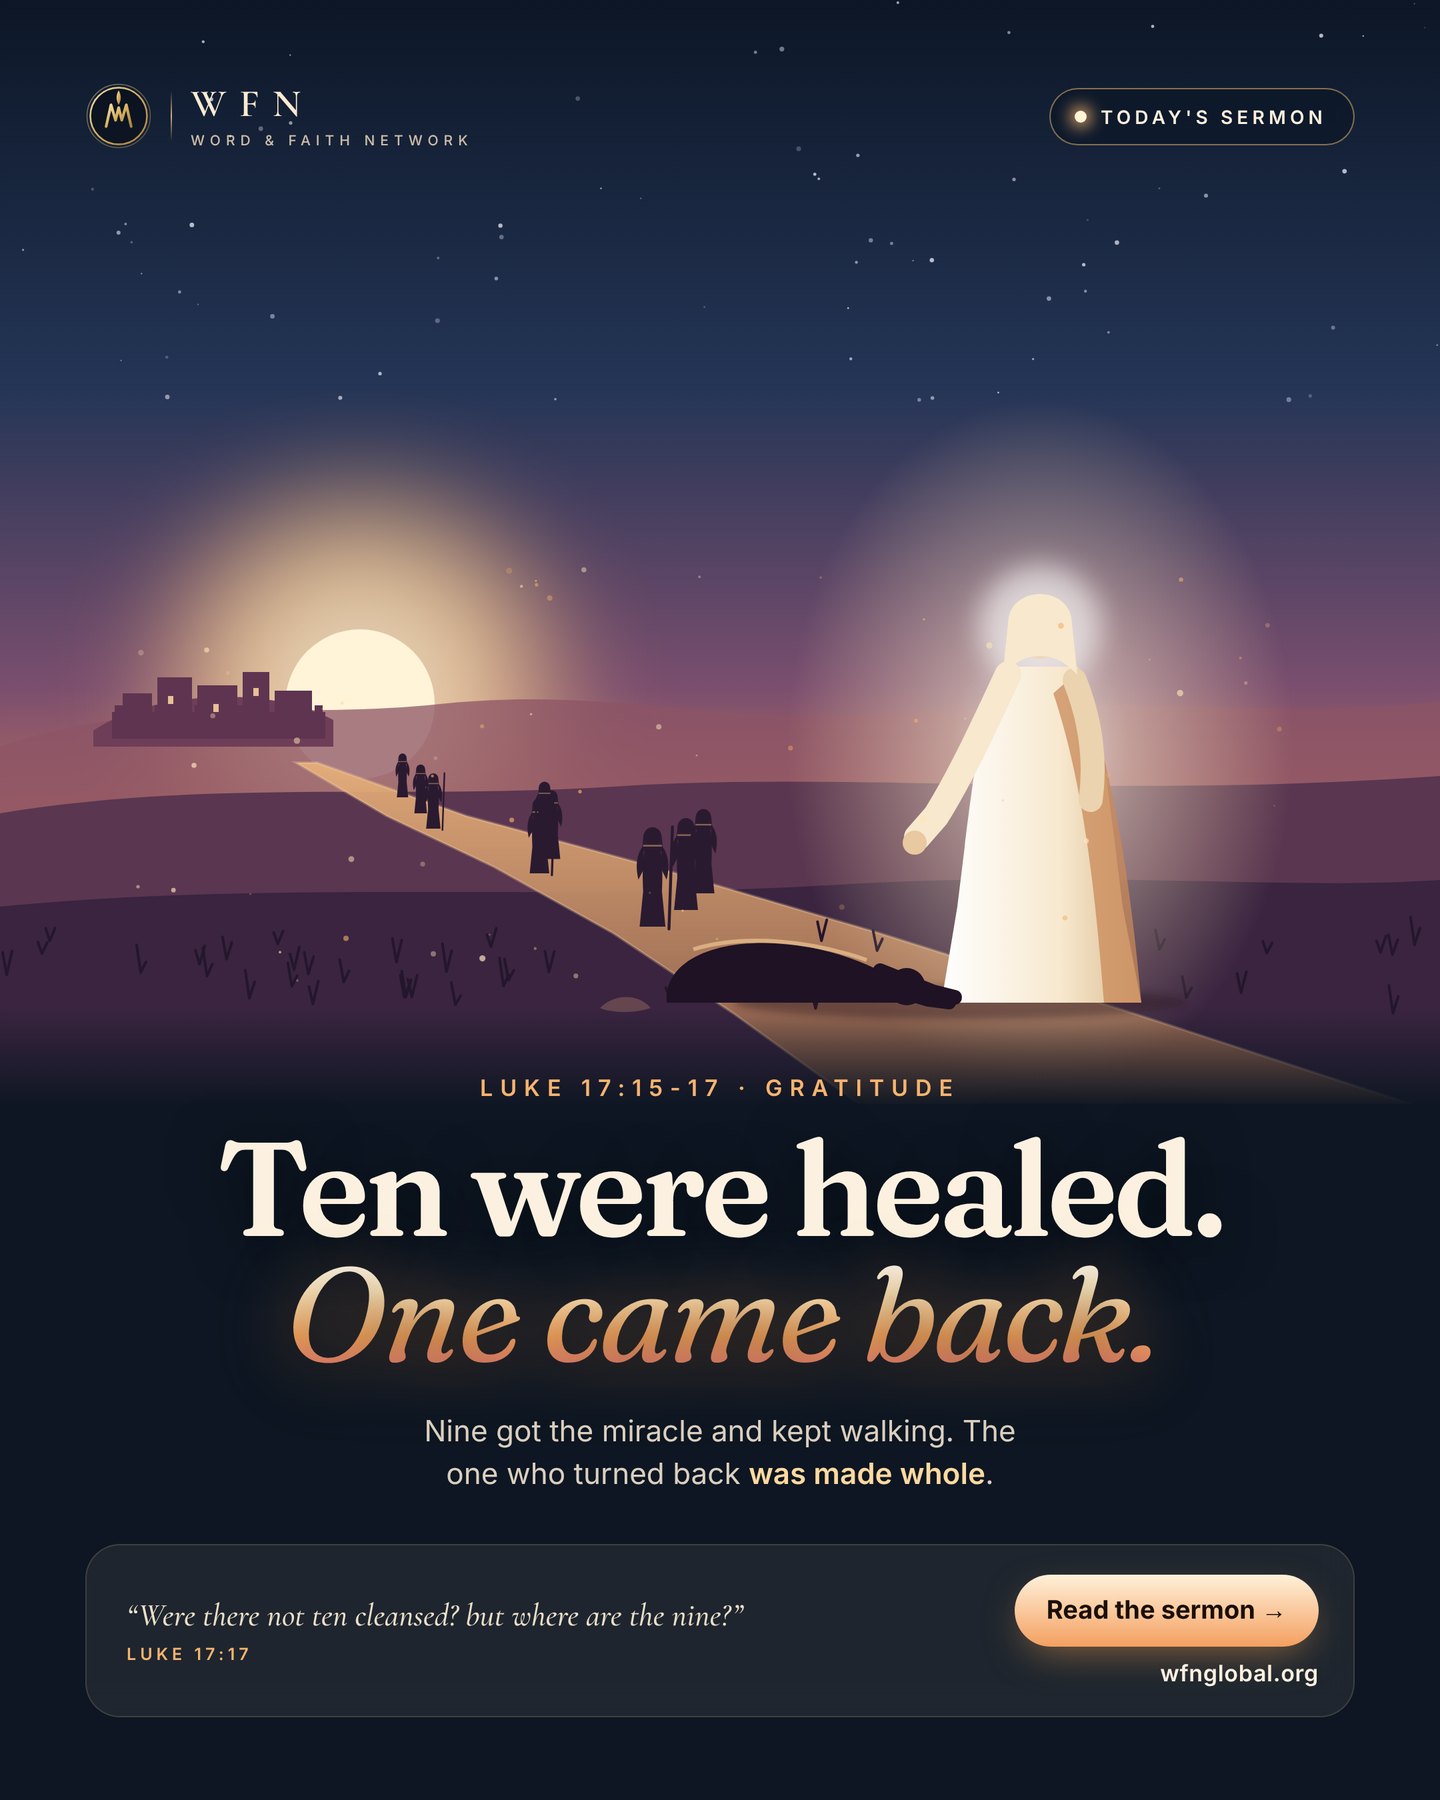 WFN
WORD & FAITH NETWORK
TODAY'S SERMON
LUKE 17:15-17 · GRATITUDE
Ten were healed.
One came back.
Nine got the miracle and kept walking. The
one who turned back was made whole.
“Were there not ten cleansed? but where are the nine?”
LUKE 17:17
Read the sermon →
wfnglobal.org